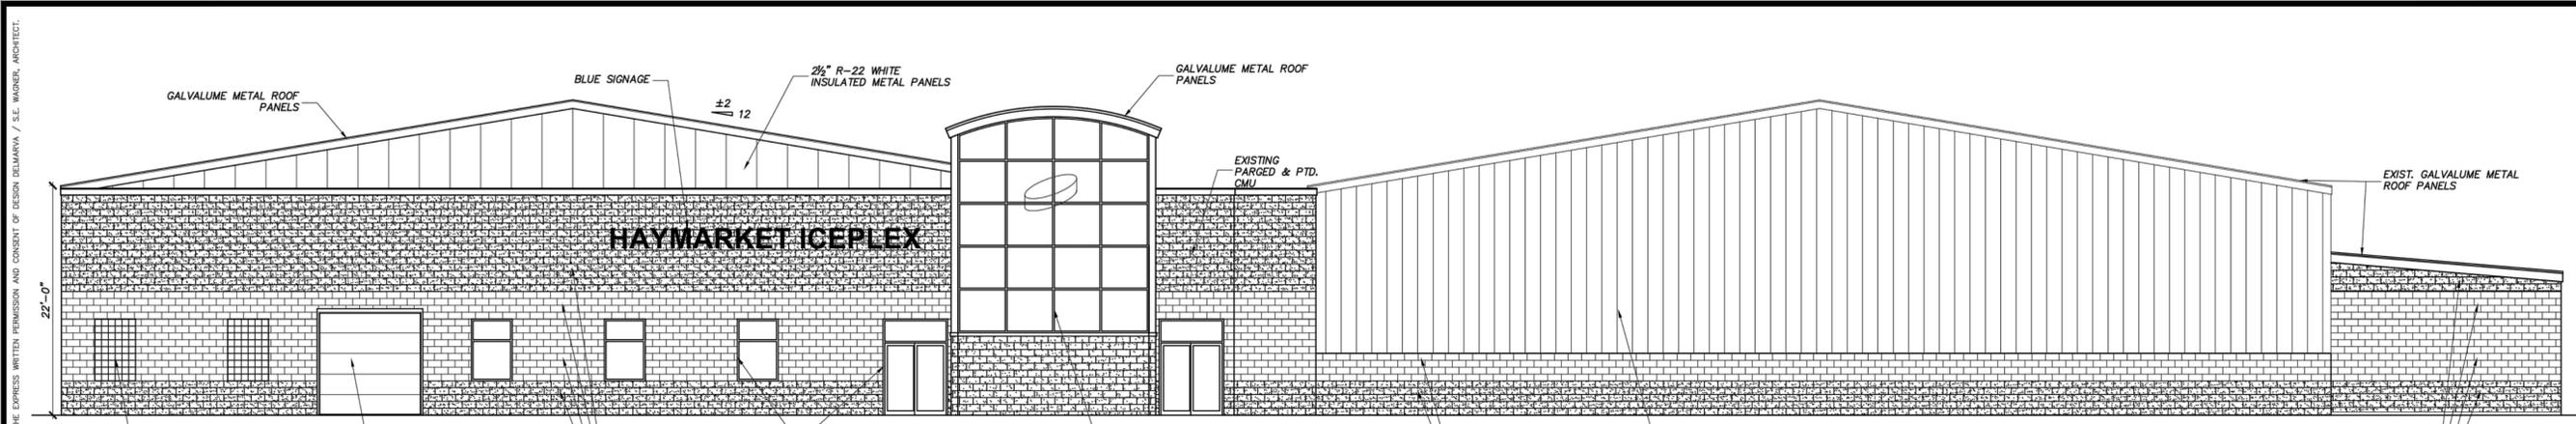 THE EXPRESS WRITTEN PERMISSION AND CONSENT OF DESIGN DELMARVA / S.E. WAGNER, ARCHITECT.
GALVALUME METAL ROOF
PANELS
BLUE SIGNAGE
2½" R-22 WHITE
INSULATED METAL PANELS
±2
12
GALVALUME METAL ROOF
PANELS
EXISTING
PARGED & PTD.
CMU
EXIST. GALVALUME METAL
ROOF PANELS
HAYMARKET ICEPLEX
22'-0"